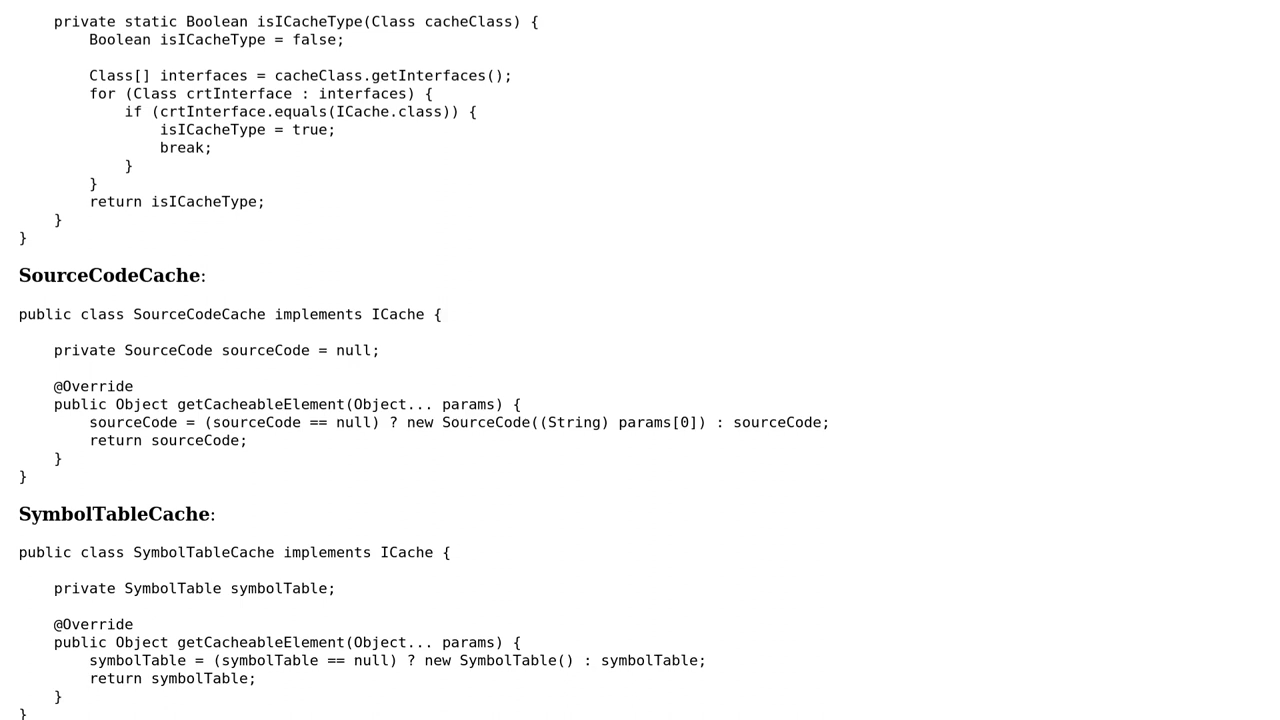 private static Boolean isICacheType(Class cacheClass) {
        Boolean isICacheType = false;

        Class[] interfaces = cacheClass.getInterfaces();
        for (Class crtInterface : interfaces) {
            if (crtInterface.equals(ICache.class)) {
                isICacheType = true;
                break;
            }
        }
        return isICacheType;
    }
}
SourceCodeCache:
public class SourceCodeCache implements ICache {

    private SourceCode sourceCode = null;

    @Override
    public Object getCacheableElement(Object... params) {
        sourceCode = (sourceCode == null) ? new SourceCode((String) params[0]) : sourceCode;
        return sourceCode;
    }
}
SymbolTableCache:
public class SymbolTableCache implements ICache {

    private SymbolTable symbolTable;

    @Override
    public Object getCacheableElement(Object... params) {
        symbolTable = (symbolTable == null) ? new SymbolTable() : symbolTable;
        return symbolTable;
    }
}